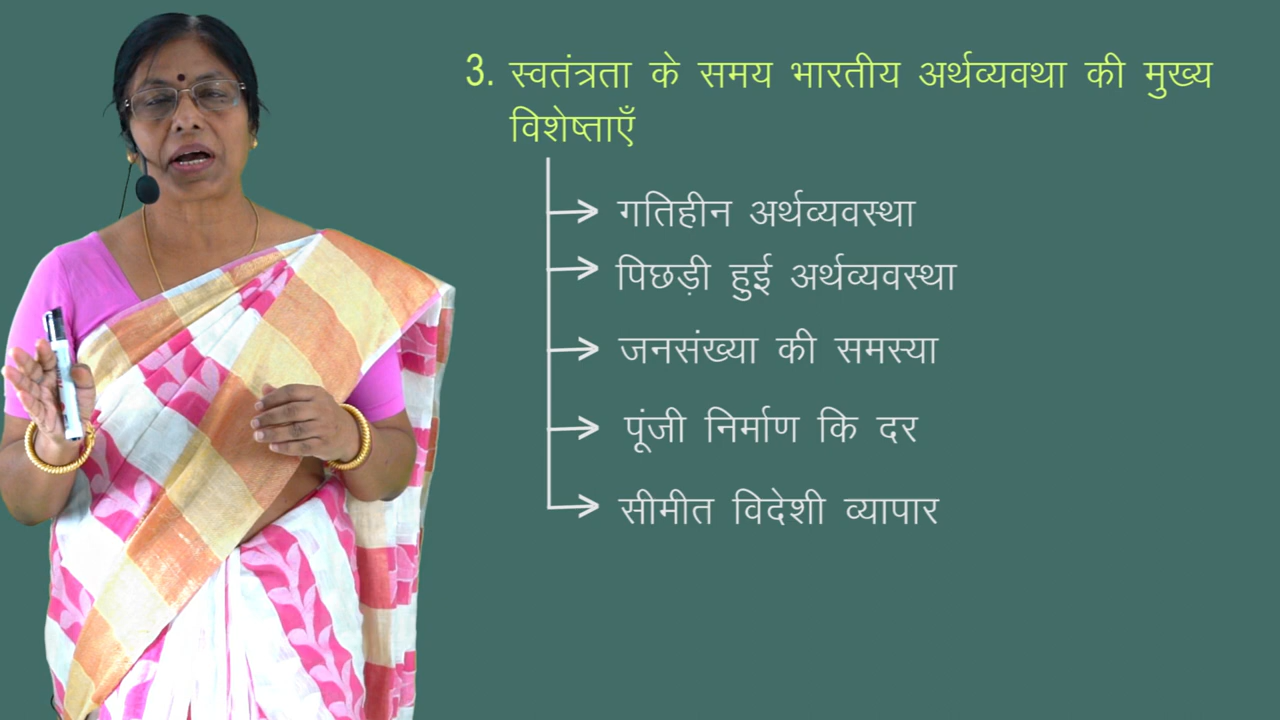 3. स्वतंत्रता के समय भारतीय अर्थव्यवथा की मुख्य
विशेष्ताएँ
गतिहीन अर्थव्यवस्था
पिछड़ी हुई अर्थव्यवस्था
जनसंख्या की समस्या
पूंजी निर्माण कि दर
सीमीत विदेशी व्यापार